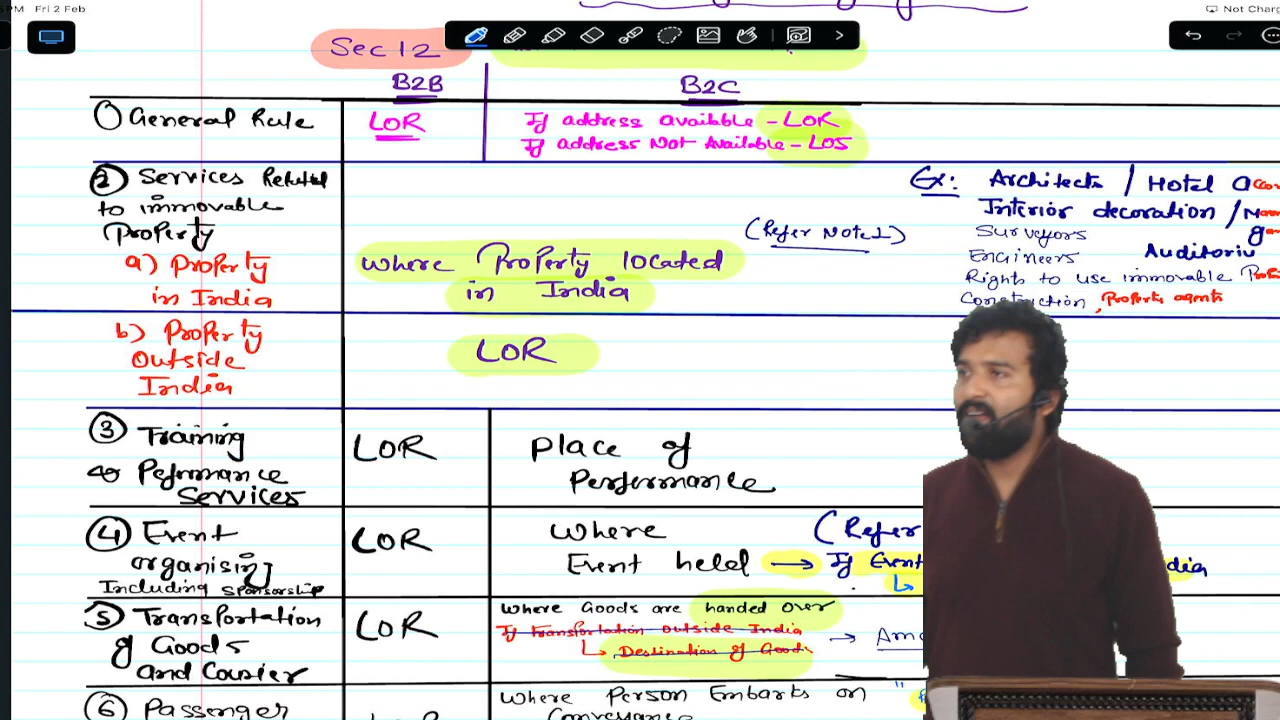 PM Fri 2 Feb
Not Charg
Sec 12
B2B
B2C
① General Rule
LOR
If address available - LOR
If address Not Available - LOS
② Services Related
to immovable
Property
a) Property
in India
where Property located
in India
(Refer Note 1)
Ex: Architects / Hotel acco
Interior decoration /
Surveyors
Engineers
Rights to use immovable
Construction, Property agents
b) Property
Outside
India
LOR
③ Training
Performance
Services
LOR
Place of
Performance
④ Event
organising
Including sponsorship
LOR
Where
Event held → If Event
(Refer
dia
⑤ Transportation
of Goods
and Courier
LOR
Where Goods are handed over
If transportation outside India
↳ Destination of Goods
→ Ame
⑥ Passenger
LOR
Where Person Embarks on
Conveyance